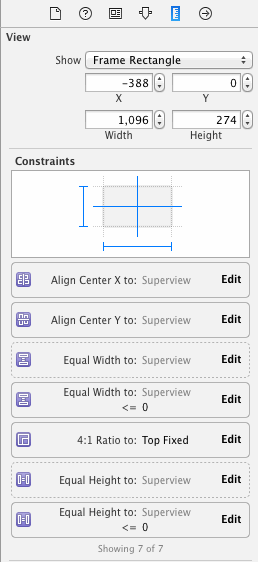 View
Show Frame Rectangle
-388 0
X Y
1,096 274
Width Height
Constraints
Align Center X to: Superview Edit
Align Center Y to: Superview Edit
Equal Width to: Superview Edit
Equal Width to: Superview Edit
<= 0
4:1 Ratio to: Top Fixed Edit
Equal Height to: Superview Edit
Equal Height to: Superview Edit
<= 0
Showing 7 of 7